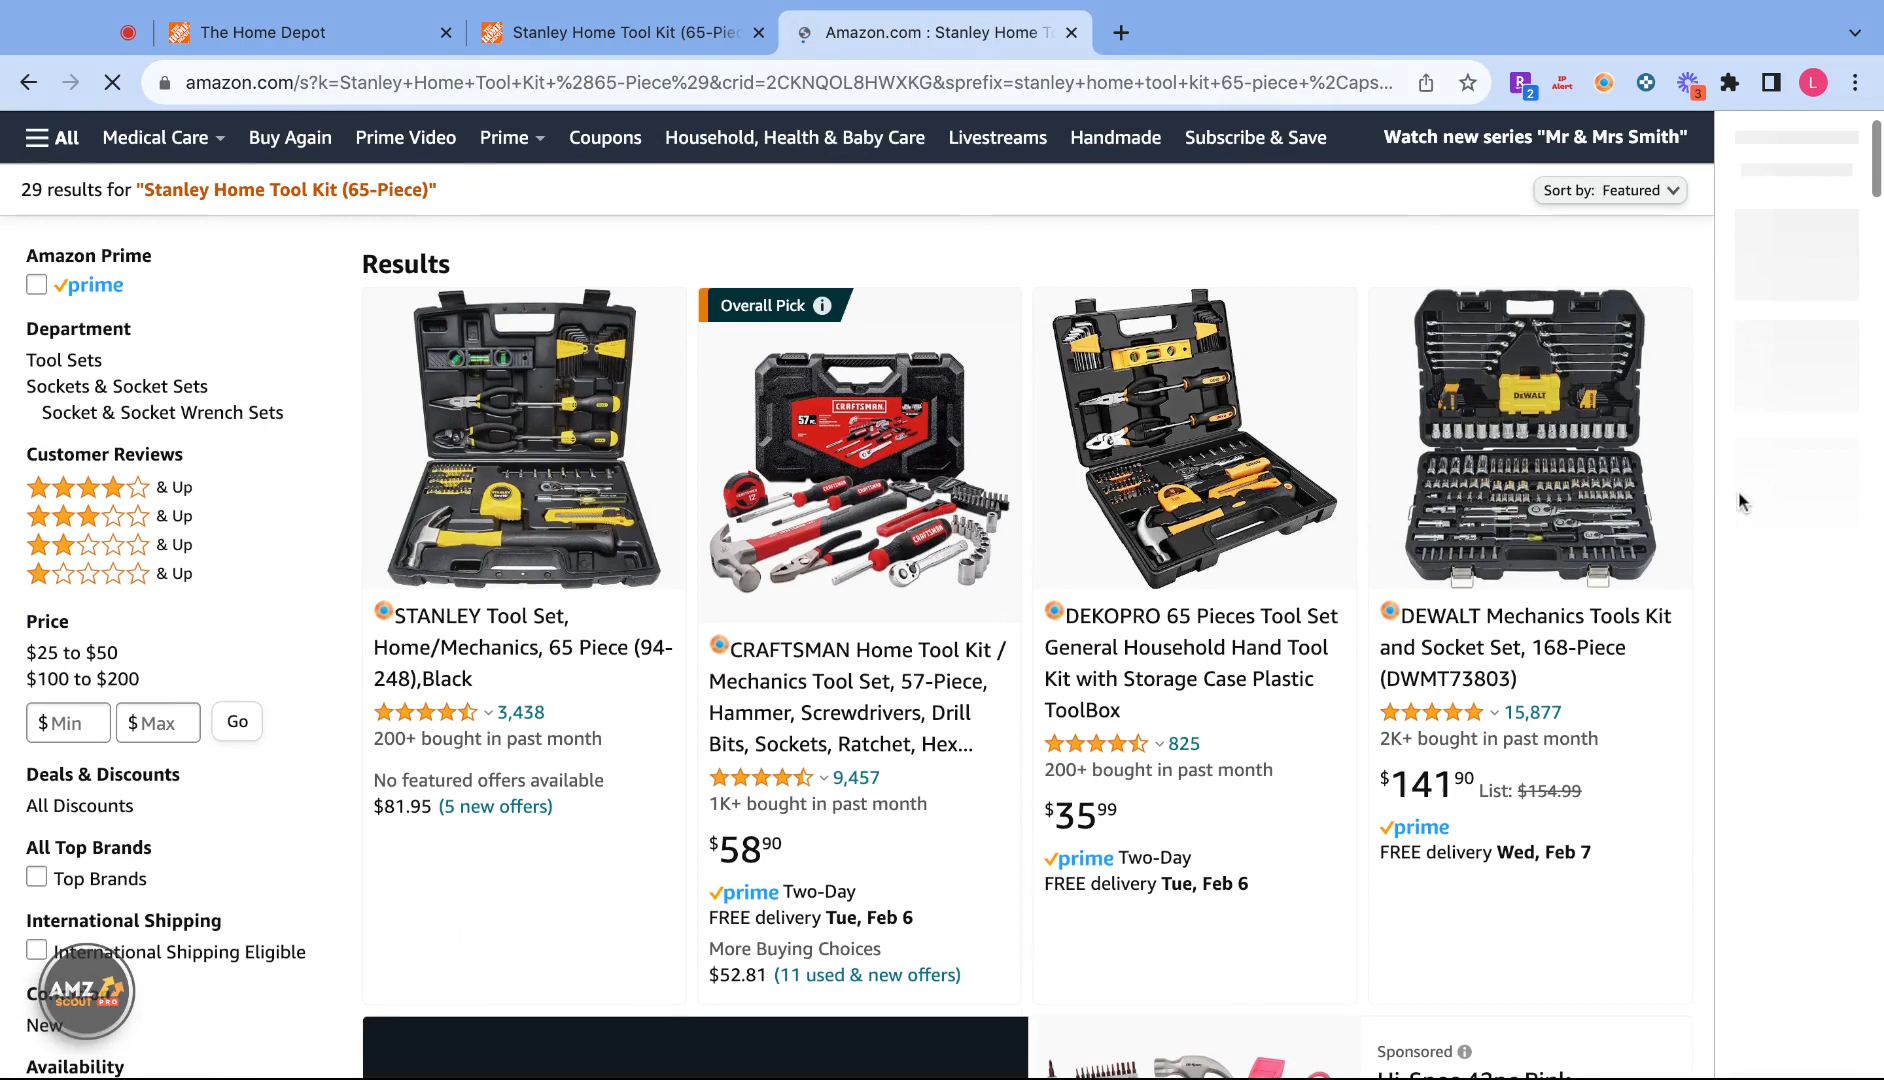 The Home Depot
Stanley Home Tool Kit (65-Piec
Amazon.com : Stanley Home To
amazon.com/s?k=Stanley+Home+Tool+Kit+%2865-Piece%29&crid=2CKNQOL8HWXKG&sprefix=stanley+home+tool+kit+65-piece+%2Caps...
R
2
IP
Alert
3
L
All
Medical Care
Buy Again
Prime Video
Prime
Coupons
Household, Health & Baby Care
Livestreams
Handmade
Subscribe & Save
Watch new series "Mr & Mrs Smith"
29 results for "Stanley Home Tool Kit (65-Piece)"
Sort by: Featured
Amazon Prime
prime
Department
Tool Sets
Sockets & Socket Sets
Socket & Socket Wrench Sets
Customer Reviews
& Up
& Up
& Up
& Up
Price
$25 to $50
$100 to $200
$ Min
$ Max
Go
Deals & Discounts
All Discounts
All Top Brands
Top Brands
International Shipping
International Shipping Eligible
AMZ
SCOUT PRO
New
Availability
Results
STANLEY Tool Set,
Home/Mechanics, 65 Piece (94-
248),Black
3,438
200+ bought in past month
No featured offers available
$81.95 (5 new offers)
Overall Pick
CRAFTSMAN
57
CRAFTSMAN Home Tool Kit /
Mechanics Tool Set, 57-Piece,
Hammer, Screwdrivers, Drill
Bits, Sockets, Ratchet, Hex...
9,457
1K+ bought in past month
$58.90
prime Two-Day
FREE delivery Tue, Feb 6
More Buying Choices
$52.81 (11 used & new offers)
DEKOPRO 65 Pieces Tool Set
General Household Hand Tool
Kit with Storage Case Plastic
ToolBox
825
200+ bought in past month
$35.99
prime Two-Day
FREE delivery Tue, Feb 6
DEWALT
DEWALT Mechanics Tools Kit
and Socket Set, 168-Piece
(DWMT73803)
15,877
2K+ bought in past month
$141.90 List: $154.99
prime
FREE delivery Wed, Feb 7
Sponsored